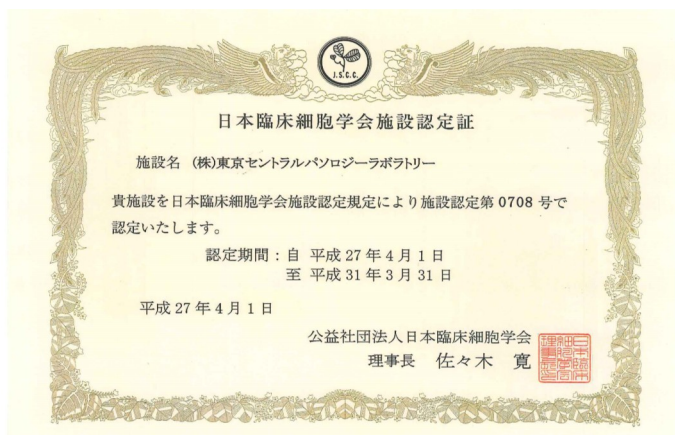 J.S.C.C.
日本臨床細胞学会施設認定証
施設名 (株)東京セントラルパソロジーラボラトリー
貴施設を日本臨床細胞学会施設認定規定により施設認定第 0708 号で
認定いたします。
認定期間：自 平成 27 年 4 月 1 日
至 平成 31 年 3 月 31 日
平成 27 年 4 月 1 日
公益社団法人日本臨床細胞学会
理事長 佐々木 寛